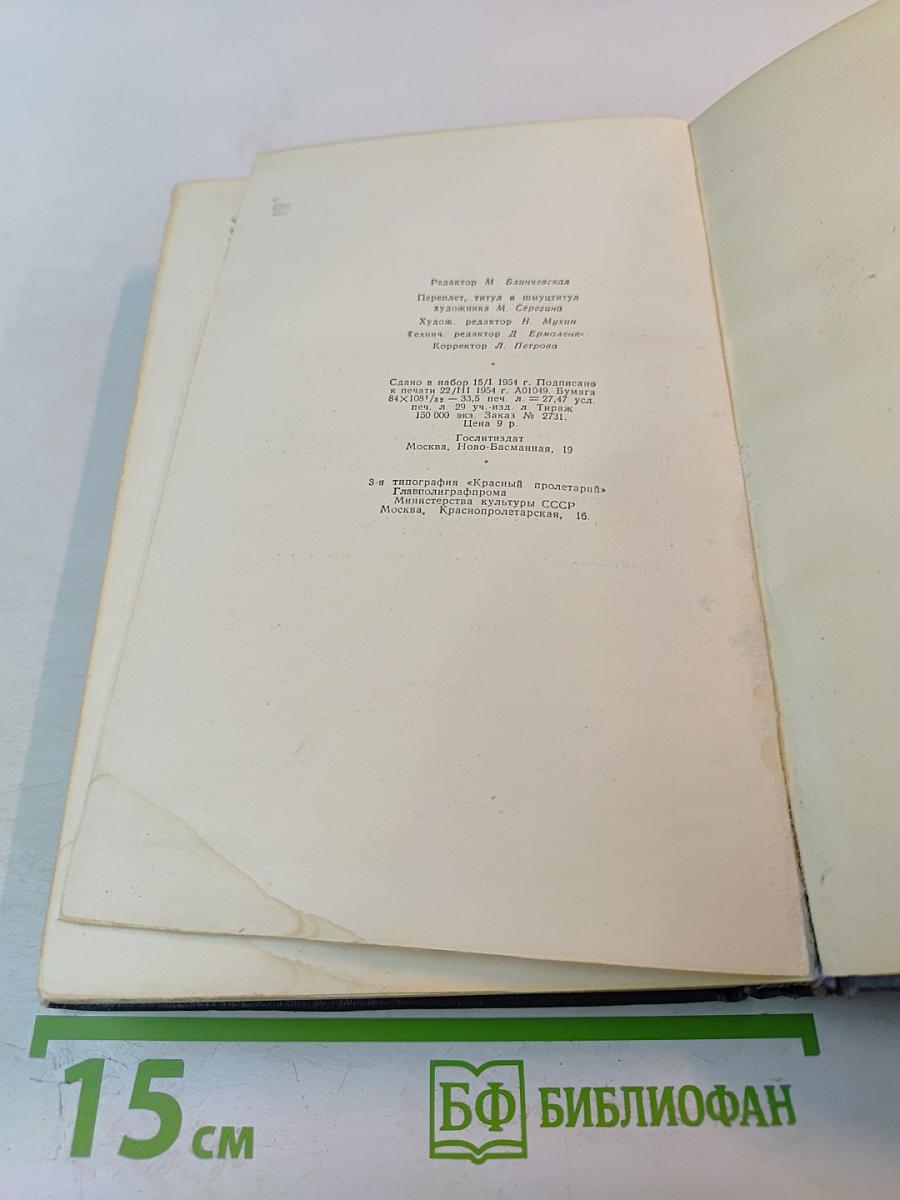 Редактор М Блинчевская
Переплет, титул и шмуцтитул
художника М. Серегина
Худож. редактор Н. Мухин
Технич. редактор Д Ермоленк
Корректор Л. Петрова
*
Сдано в набор 15/I 1954 г. Подписано
к печати 22/III 1954 г. А01049. Бумага
84×108¹/₃₂ — 33,5 печ. л. = 27,47 усл.
печ. л. 29 уч.-изд. л Тираж
150 000 экз. Заказ № 2731.
Цена 9 р.
Гослитиздат
Москва, Ново-Басманная, 19
*
3-я типография «Красный пролетарий»
Главполиграфпрома
Министерства культуры СССР
Москва, Краснопролетарская, 16.
15 см
БФ БИБЛИОФАН